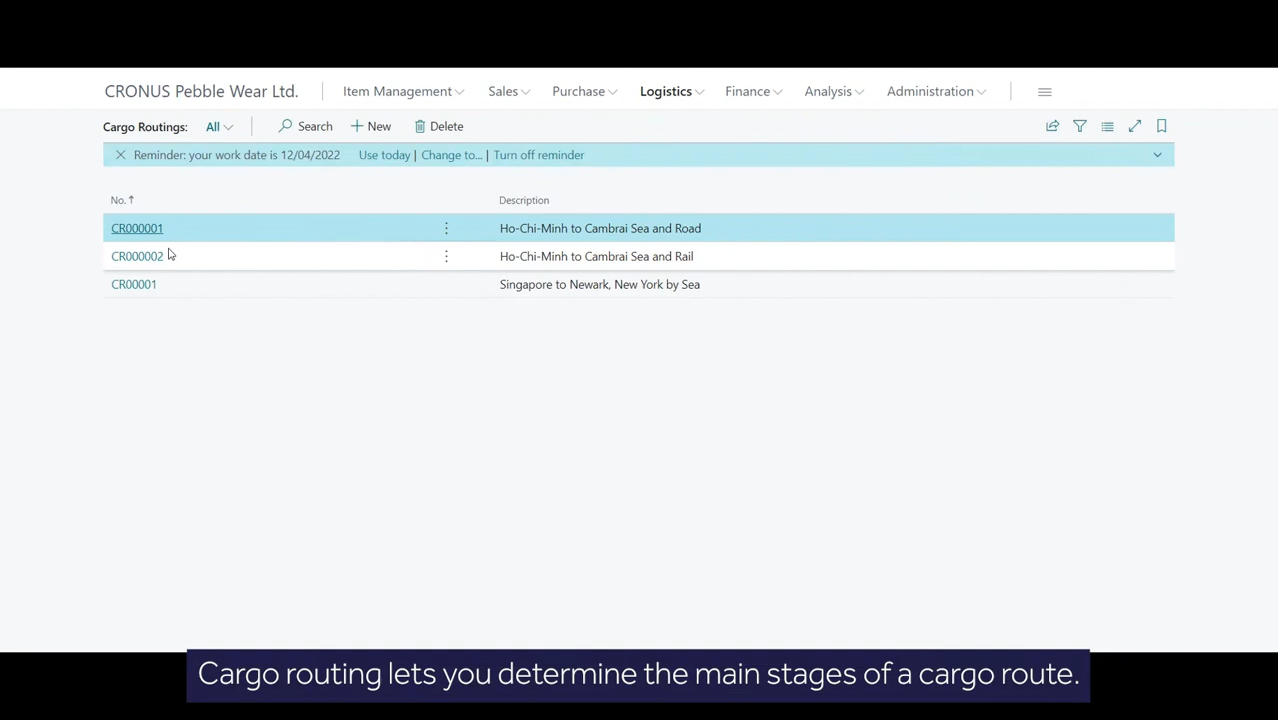 CRONUS Pebble Wear Ltd. Item Management Sales Purchase Logistics Finance Analysis Administration
Cargo Routings: All Search New Delete
Reminder: your work date is 12/04/2022 Use today | Change to... | Turn off reminder
No. ↑ Description
CR000001 Ho-Chi-Minh to Cambrai Sea and Road
CR000002 Ho-Chi-Minh to Cambrai Sea and Rail
CR00001 Singapore to Newark, New York by Sea
Cargo routing lets you determine the main stages of a cargo route.